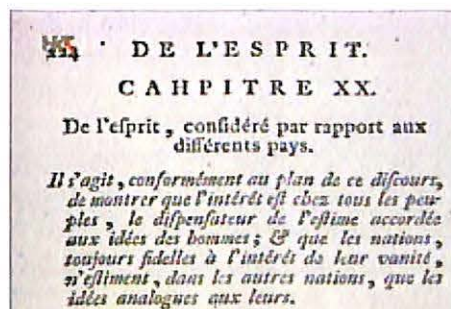 224 DE L'ESPRIT.
CAHPITRE XX.
De l'eſprit, conſidéré par rapport aux
différents pays.
Il s'agit, conformément au plan de ce diſcours,
de montrer que l'intérêt eſt chez tous les peu-
ples, le diſpenſateur de l'eſtime accordée
aux idées des hommes; & que les nations,
toujours fidelles à l'intérêt de leur vanité,
n'eſtiment, dans les autres nations, que les
idées analogues aux leurs.